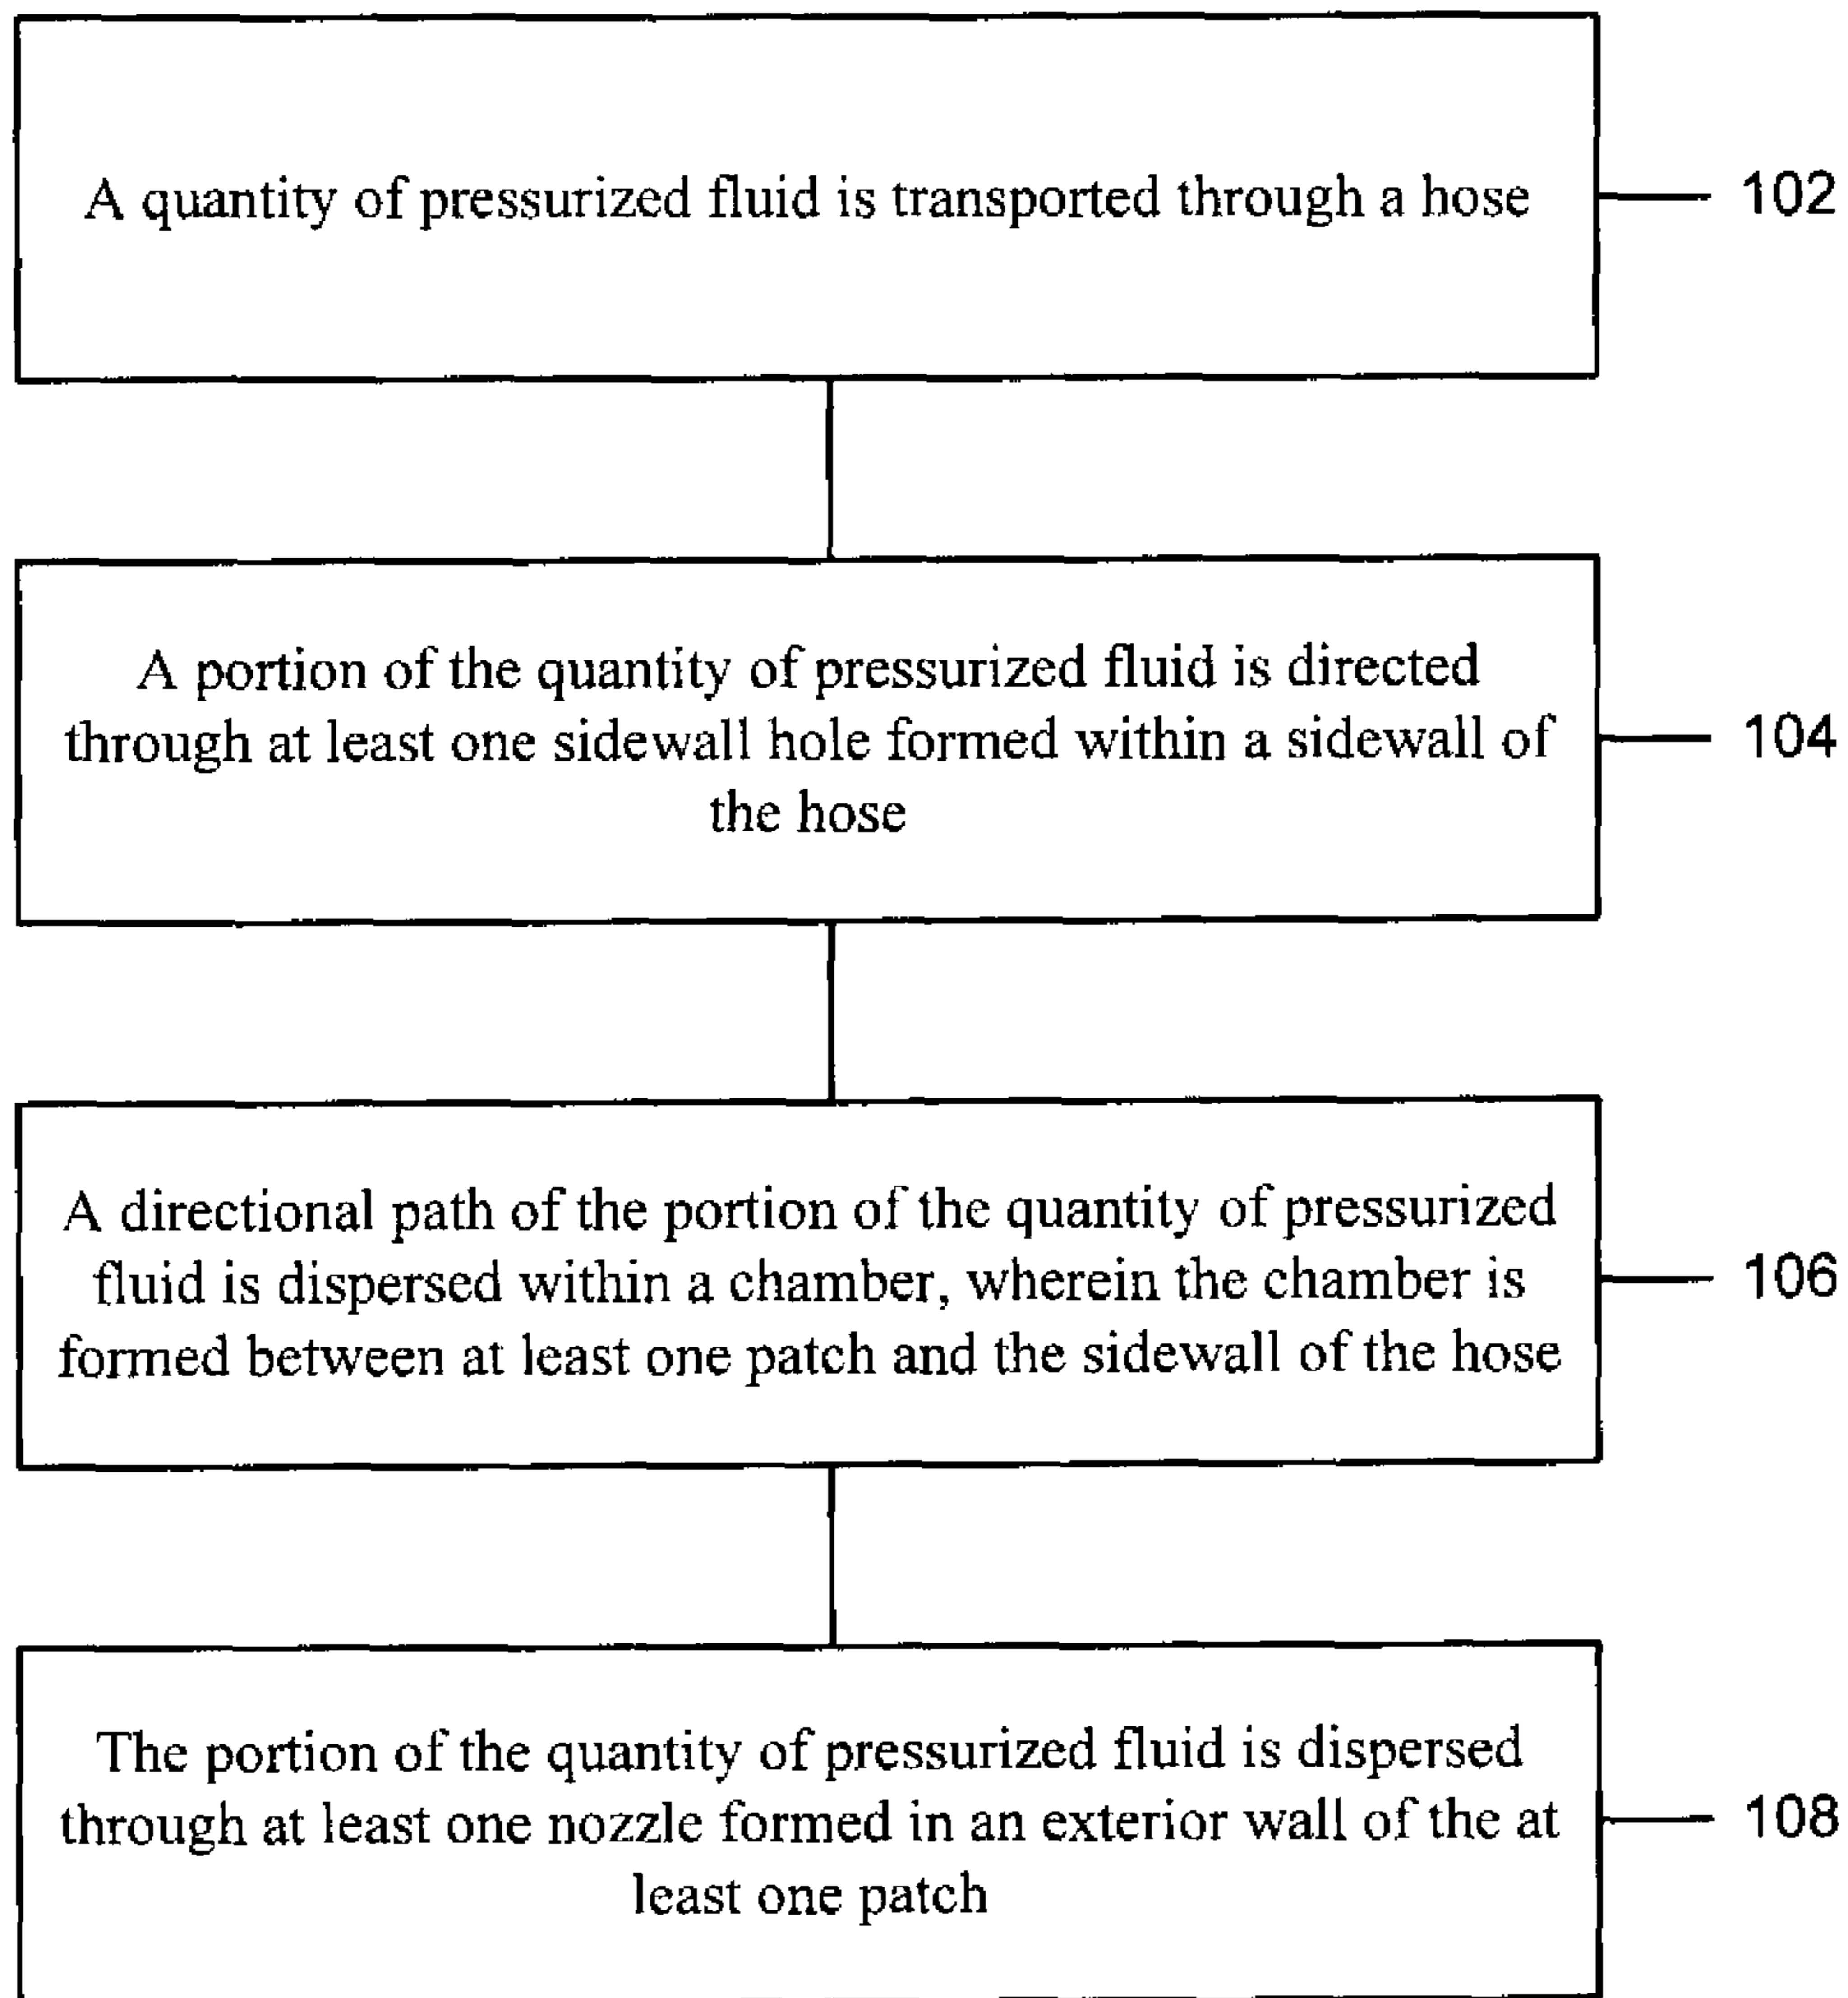 A quantity of pressurized fluid is transported through a hose
102
A portion of the quantity of pressurized fluid is directed
through at least one sidewall hole formed within a sidewall of
the hose
104
A directional path of the portion of the quantity of pressurized
fluid is dispersed within a chamber, wherein the chamber is
formed between at least one patch and the sidewall of the hose
106
The portion of the quantity of pressurized fluid is dispersed
through at least one nozzle formed in an exterior wall of the at
least one patch
108